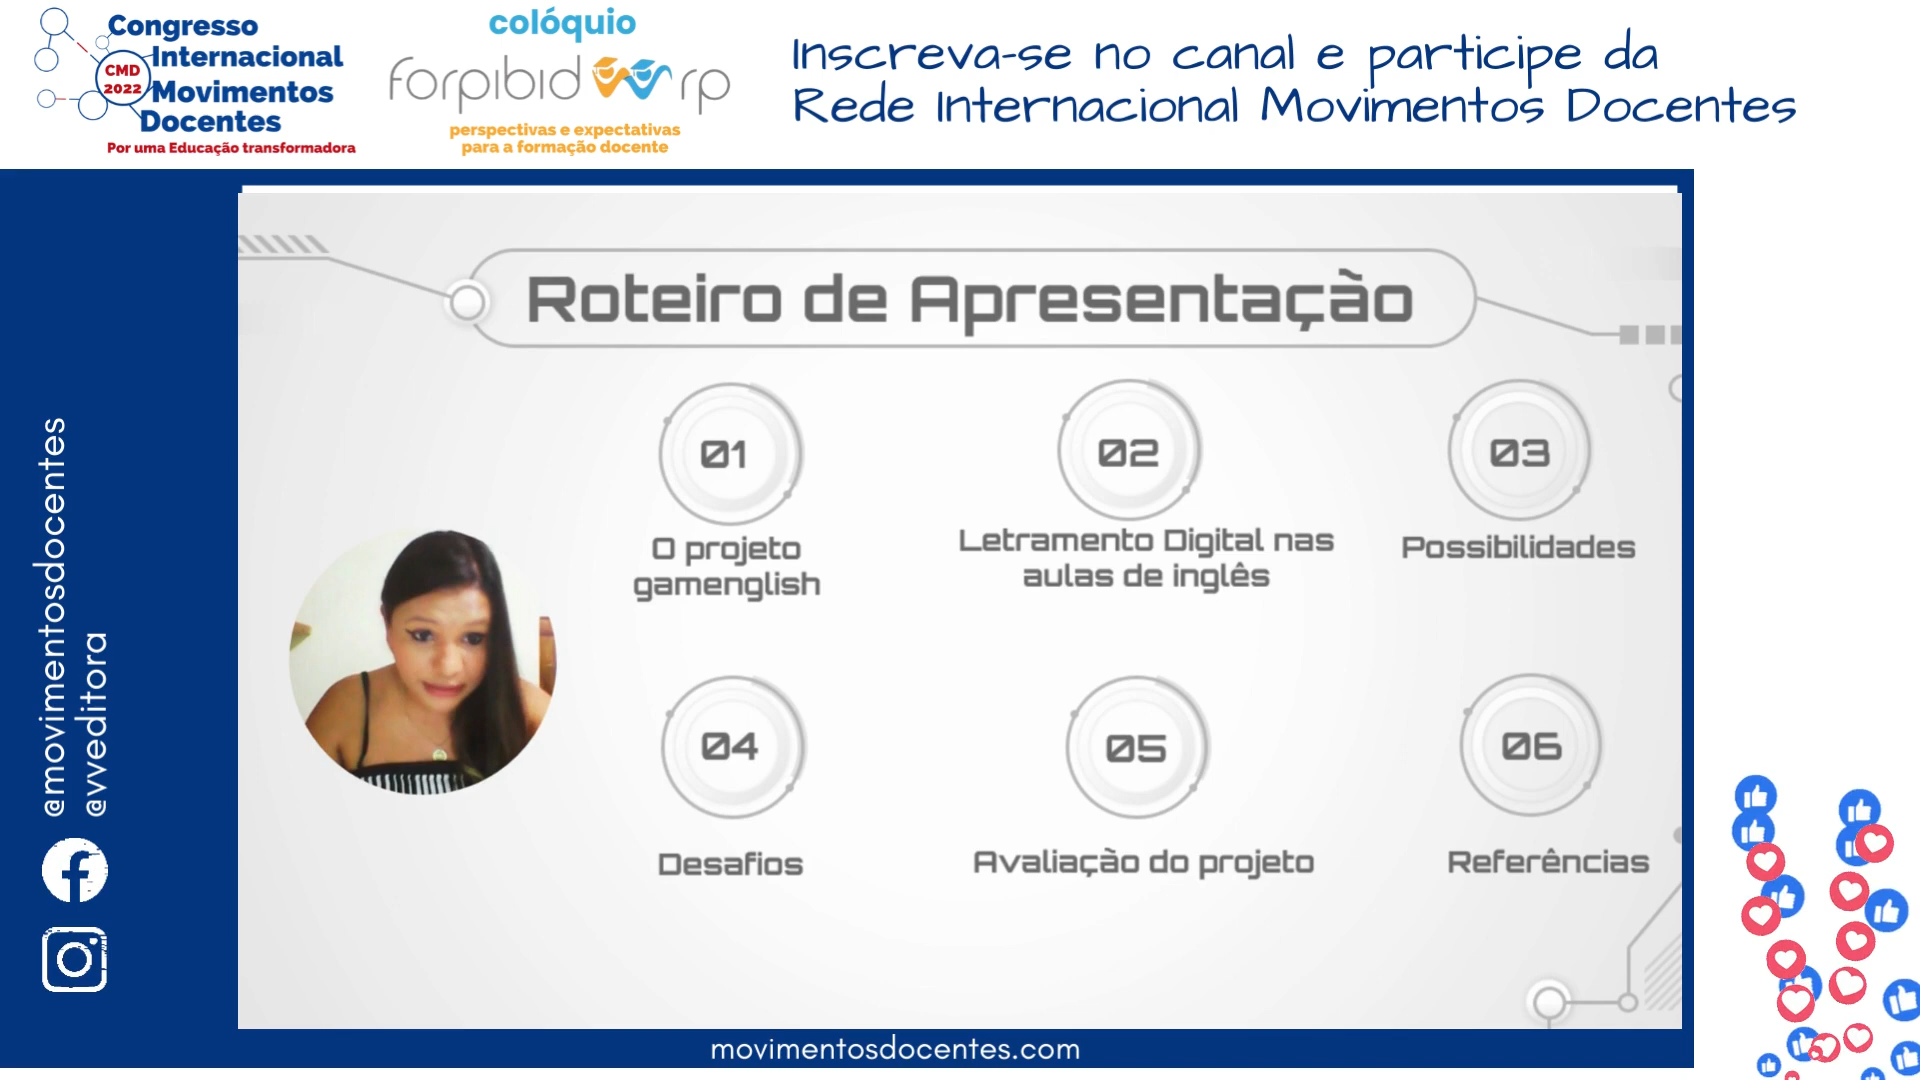 Congresso
Internacional
CMD
2022
Movimentos
Docentes
Por uma Educação transformadora
colóquio
forpibid rp
perspectivas e expectativas
para a formação docente
Inscreva-se no canal e participe da
Rede Internacional Movimentos Docentes
@movimentosdocentes
@vveditora
Roteiro de Apresentação
01
O projeto
gamenglish
02
Letramento Digital nas
aulas de inglês
03
Possibilidades
04
Desafios
05
Avaliação do projeto
06
Referências
movimentosdocentes.com